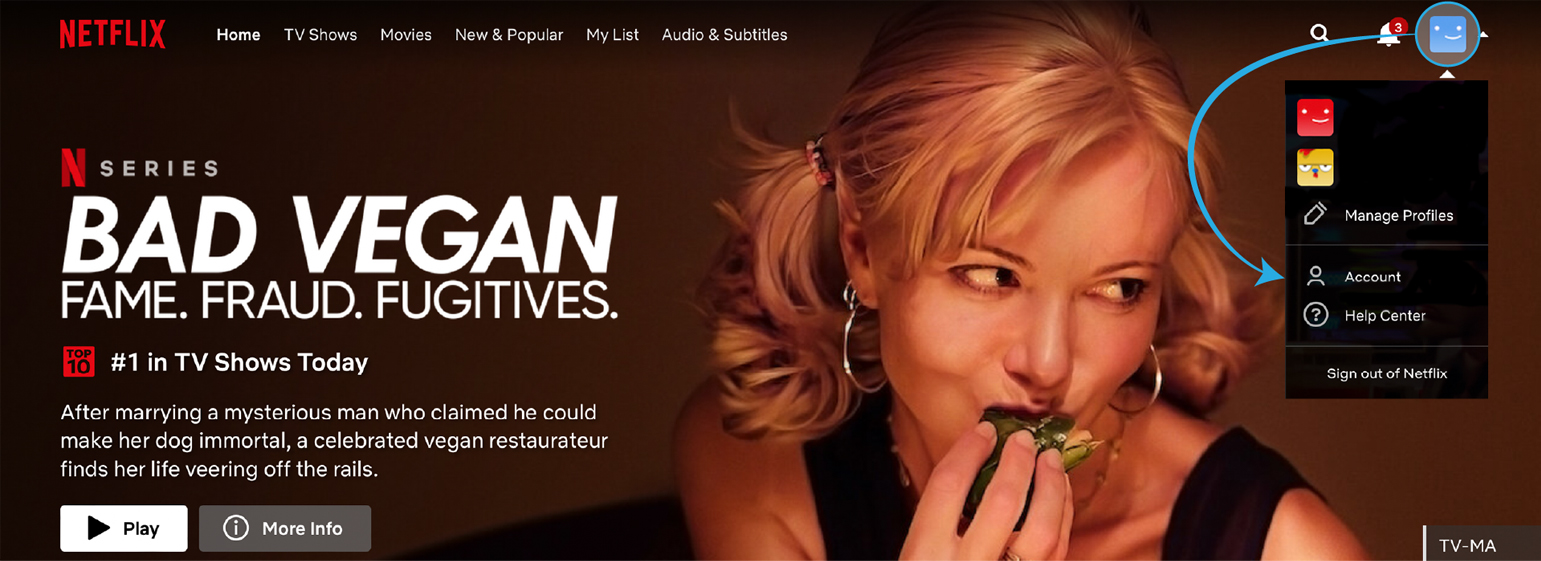 NETFLIX
Home TV Shows Movies New & Popular My List Audio & Subtitles
3
N SERIES
BAD VEGAN
FAME. FRAUD. FUGITIVES.
TOP 10
#1 in TV Shows Today
After marrying a mysterious man who claimed he could
make her dog immortal, a celebrated vegan restaurateur
finds her life veering off the rails.
Play More Info
Manage Profiles
Account
? Help Center
Sign out of Netflix
TV-MA